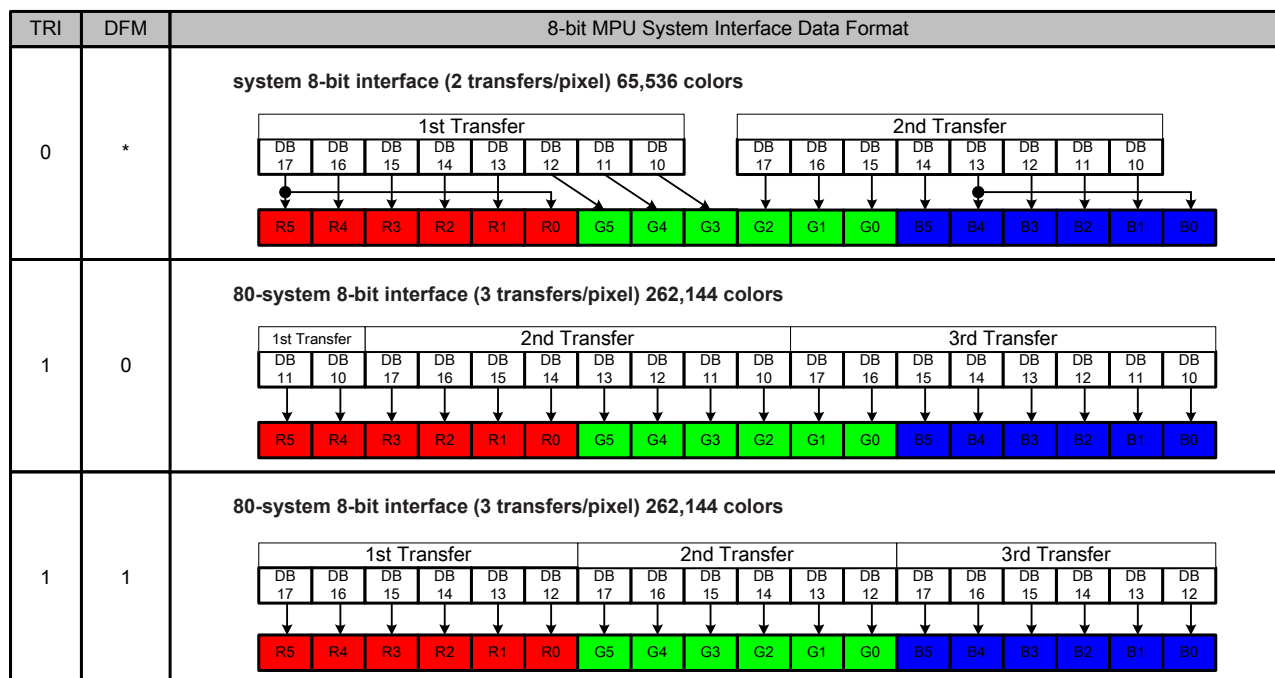 TRI DFM 8-bit MPU System Interface Data Format
system 8-bit interface (2 transfers/pixel) 65,536 colors
1st Transfer 2nd Transfer
DB DB DB DB DB DB DB DB DB DB DB DB DB DB DB DB
17 16 15 14 13 12 11 10 17 16 15 14 13 12 11 10
0 *
R5 R4 R3 R2 R1 R0 G5 G4 G3 G2 G1 G0 B5 B4 B3 B2 B1 B0
80-system 8-bit interface (3 transfers/pixel) 262,144 colors
1st Transfer 2nd Transfer 3rd Transfer
DB DB DB DB DB DB DB DB DB DB DB DB DB DB DB DB DB DB
11 10 17 16 15 14 13 12 11 10 17 16 15 14 13 12 11 10
1 0
R5 R4 R3 R2 R1 R0 G5 G4 G3 G2 G1 G0 B5 B4 B3 B2 B1 B0
80-system 8-bit interface (3 transfers/pixel) 262,144 colors
1st Transfer 2nd Transfer 3rd Transfer
DB DB DB DB DB DB DB DB DB DB DB DB DB DB DB DB DB DB
17 16 15 14 13 12 17 16 15 14 13 12 17 16 15 14 13 12
1 1
R5 R4 R3 R2 R1 R0 G5 G4 G3 G2 G1 G0 B5 B4 B3 B2 B1 B0